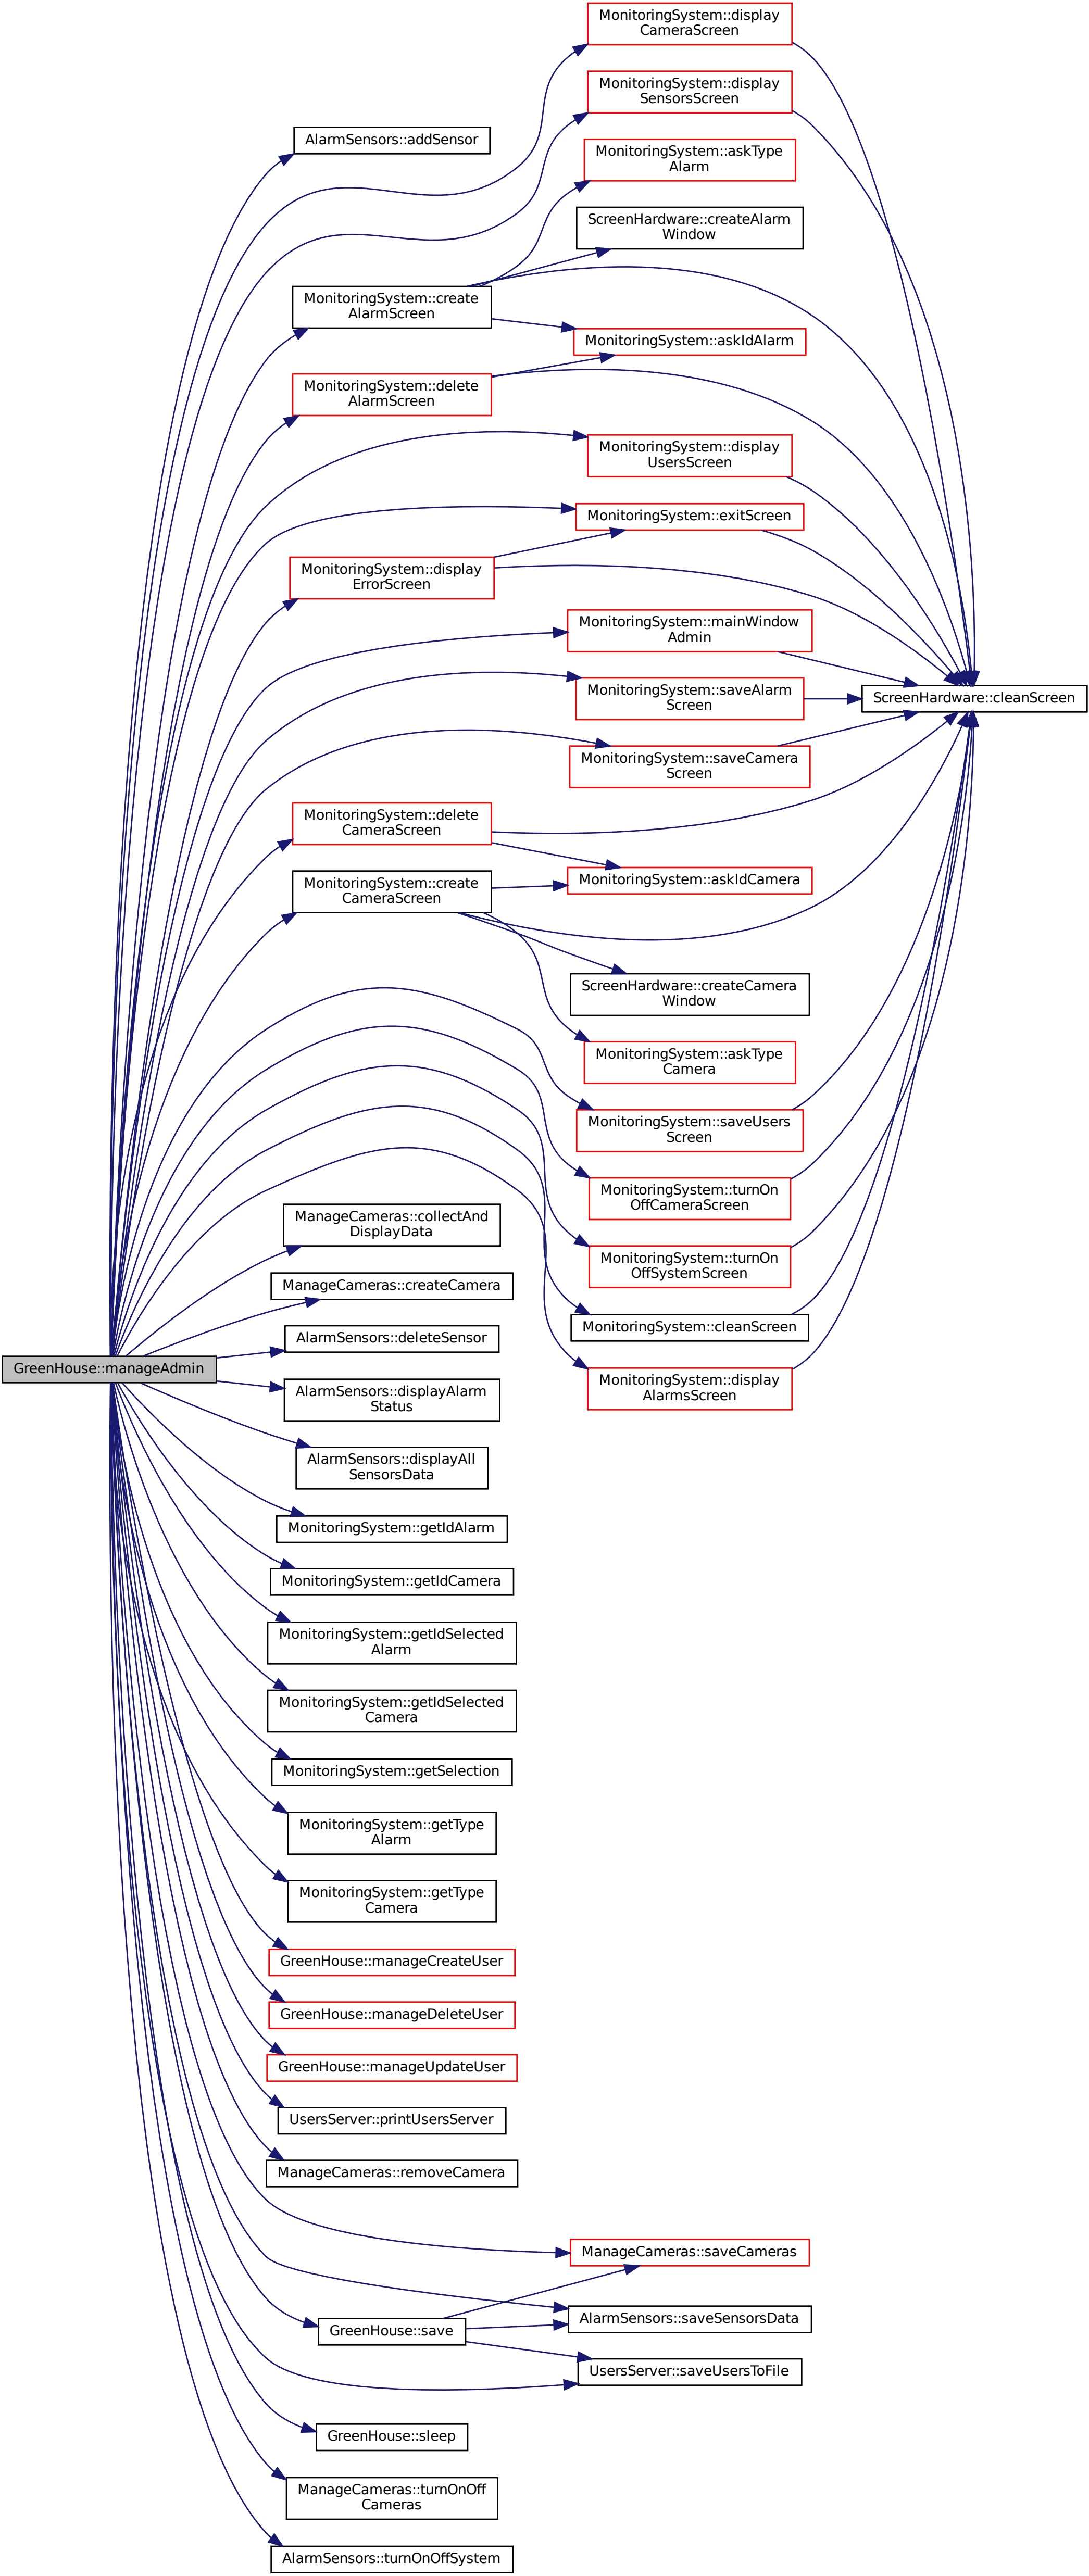 MonitoringSystem::display
CameraScreen
MonitoringSystem::display
SensorsScreen
AlarmSensors::addSensor
MonitoringSystem::askType
Alarm
ScreenHardware::createAlarm
Window
MonitoringSystem::create
AlarmScreen
MonitoringSystem::askIdAlarm
MonitoringSystem::delete
AlarmScreen
MonitoringSystem::display
UsersScreen
MonitoringSystem::exitScreen
MonitoringSystem::display
ErrorScreen
MonitoringSystem::mainWindow
Admin
MonitoringSystem::saveAlarm
Screen
ScreenHardware::cleanScreen
MonitoringSystem::saveCamera
Screen
MonitoringSystem::delete
CameraScreen
MonitoringSystem::askIdCamera
MonitoringSystem::create
CameraScreen
ScreenHardware::createCamera
Window
MonitoringSystem::askType
Camera
MonitoringSystem::saveUsers
Screen
MonitoringSystem::turnOn
OffCameraScreen
ManageCameras::collectAnd
DisplayData
MonitoringSystem::turnOn
OffSystemScreen
ManageCameras::createCamera
MonitoringSystem::cleanScreen
AlarmSensors::deleteSensor
GreenHouse::manageAdmin
MonitoringSystem::display
AlarmsScreen
AlarmSensors::displayAlarm
Status
AlarmSensors::displayAll
SensorsData
MonitoringSystem::getIdAlarm
MonitoringSystem::getIdCamera
MonitoringSystem::getIdSelected
Alarm
MonitoringSystem::getIdSelected
Camera
MonitoringSystem::getSelection
MonitoringSystem::getType
Alarm
MonitoringSystem::getType
Camera
GreenHouse::manageCreateUser
GreenHouse::manageDeleteUser
GreenHouse::manageUpdateUser
UsersServer::printUsersServer
ManageCameras::removeCamera
ManageCameras::saveCameras
AlarmSensors::saveSensorsData
GreenHouse::save
UsersServer::saveUsersToFile
GreenHouse::sleep
ManageCameras::turnOnOff
Cameras
AlarmSensors::turnOnOffSystem